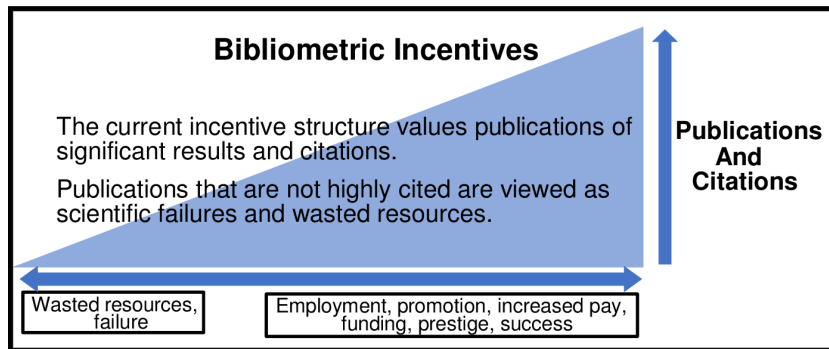 Bibliometric Incentives
The current incentive structure values publications of
significant results and citations.
Publications that are not highly cited are viewed as
scientific failures and wasted resources.
Publications
And
Citations
Wasted resources,
failure
Employment, promotion, increased pay,
funding, prestige, success